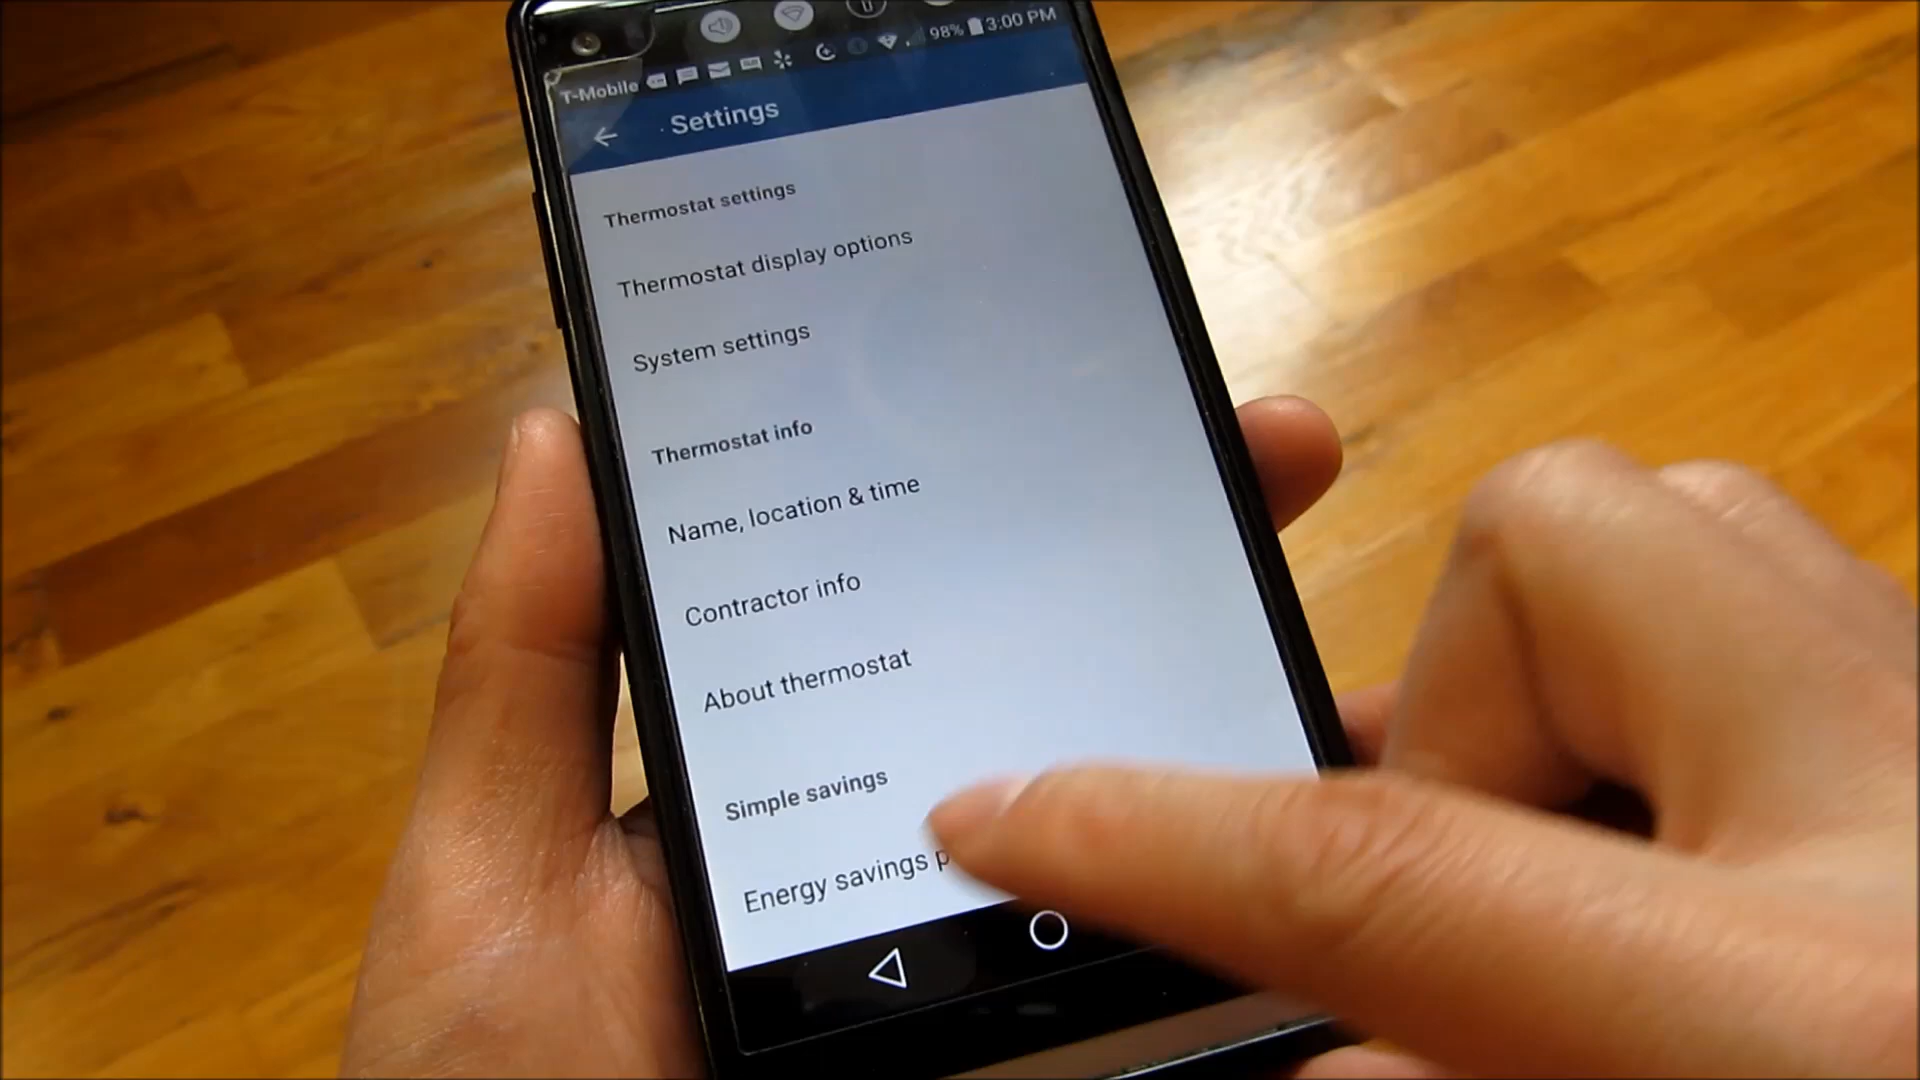 T-Mobile 98% 3:00 PM
Settings
Thermostat settings
Thermostat display options
System settings
Thermostat info
Name, location & time
Contractor info
About thermostat
Simple savings
Energy savings